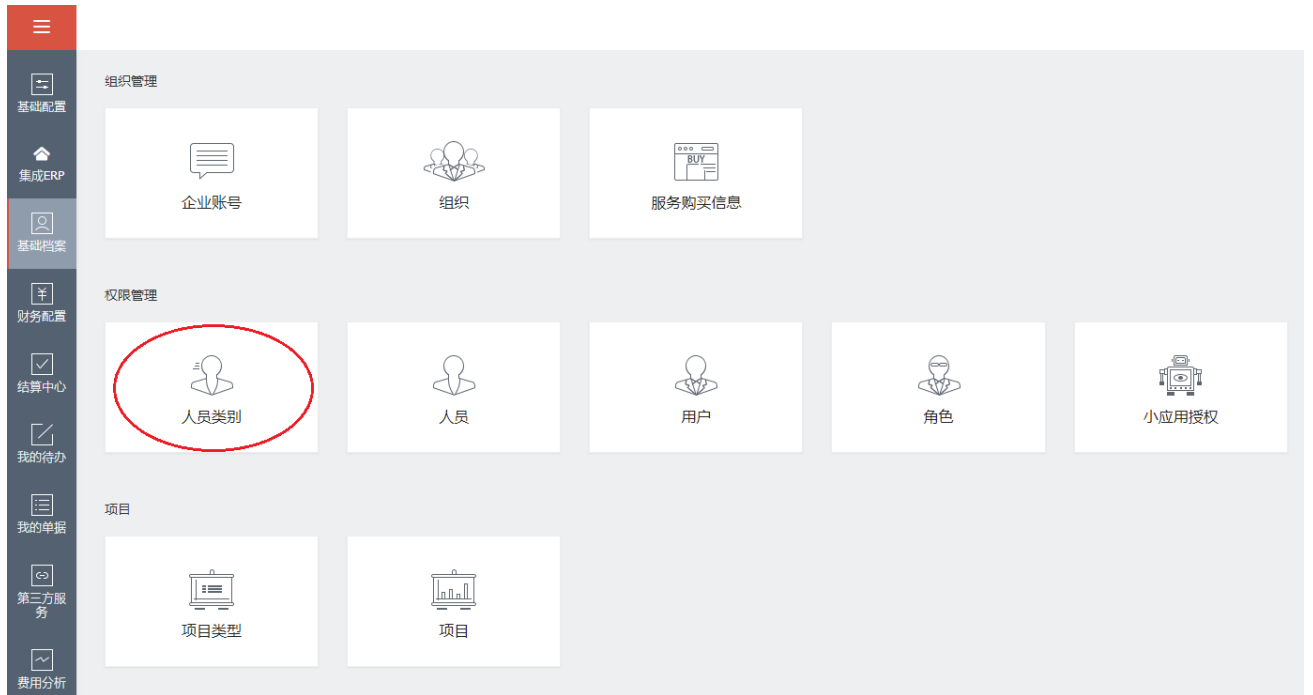 基础配置
集成ERP
基础档案
财务配置
结算中心
我的待办
我的单据
第三方服
务
费用分析
组织管理
企业账号
组织
BUY
服务购买信息
权限管理
人员类别
人员
用户
角色
小应用授权
项目
项目类型
项目